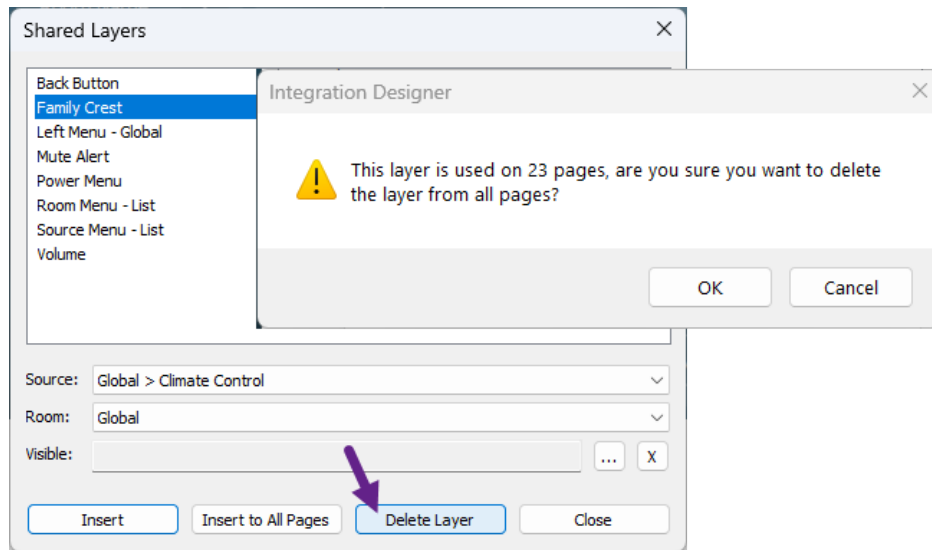 Shared Layers
Back Button
Family Crest
Left Menu - Global
Mute Alert
Power Menu
Room Menu - List
Source Menu - List
Volume
Integration Designer
This layer is used on 23 pages, are you sure you want to delete
the layer from all pages?
OK
Cancel
Source:
Global > Climate Control
Room:
Global
Visible:
...
X
Insert
Insert to All Pages
Delete Layer
Close